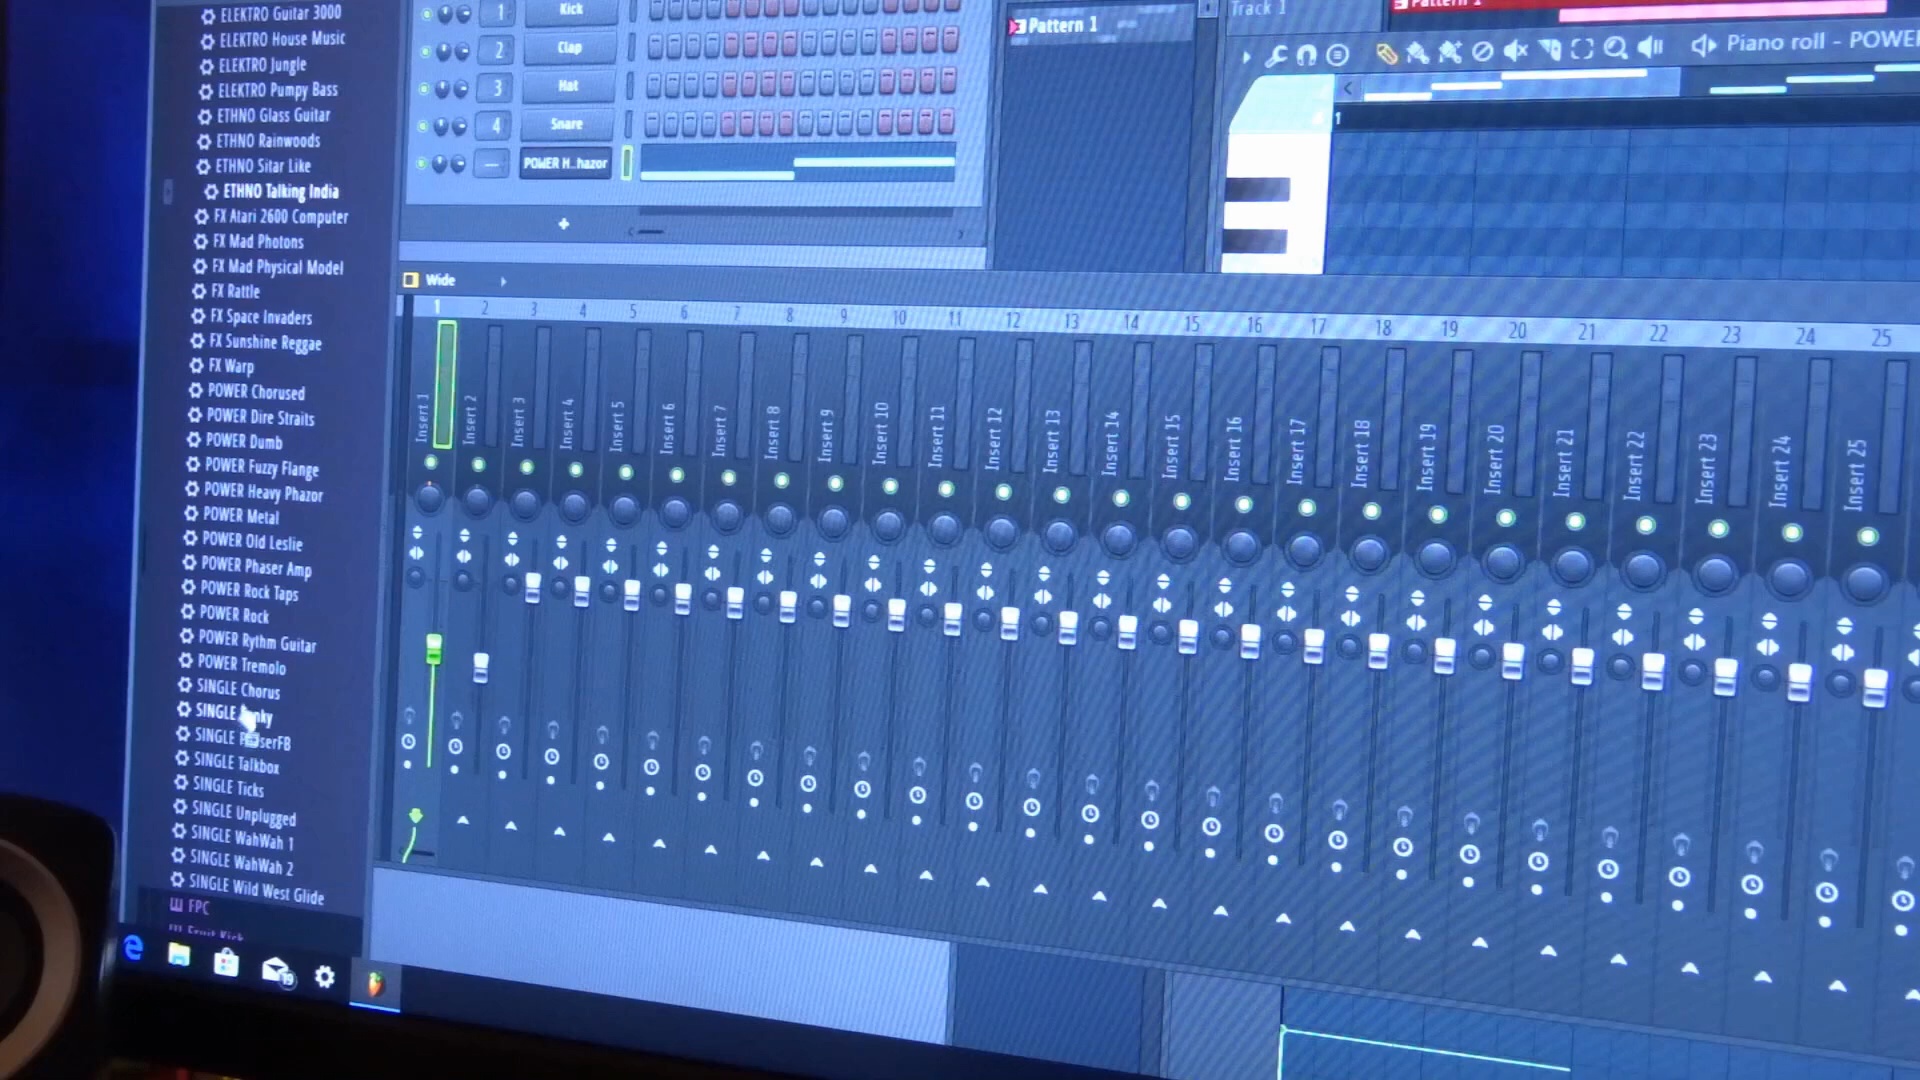 ELEKTRO Guitar 3000
ELEKTRO House Music
ELEKTRO Jungle
ELEKTRO Pumpy Bass
ETHNO Glass Guitar
ETHNO Rainwoods
ETHNO Sitar Like
ETHNO Talking India
FX Atari 2600 Computer
FX Mad Photons
FX Mad Physical Model
FX Rattle
FX Space Invaders
FX Sunshine Reggae
FX Warp
POWER Chorused
POWER Dire Straits
POWER Dumb
POWER Fuzzy Flange
POWER Heavy Phazor
POWER Metal
POWER Old Leslie
POWER Phaser Amp
POWER Rock Taps
POWER Rock
POWER Rythm Guitar
POWER Tremolo
SINGLE Chorus
SINGLE
SINGLE
SINGLE Talkbox
SINGLE Ticks
SINGLE Unplugged
SINGLE WahWah 1
SINGLE WahWah 2
SINGLE Wild West Glide
FPC
19
1 Kick
2 Clap
3 Hat
4 Snare
--- POWER H..hazor
Pattern 1
Track 1
Pattern 1
Piano roll - POWER
1
Wide
1 2 3 4 5 6 7 8 9 10 11 12 13 14 15 16 17 18 19 20 21 22 23 24 25
Insert 1
Insert 2
Insert 3
Insert 4
Insert 5
Insert 6
Insert 7
Insert 8
Insert 9
Insert 10
Insert 11
Insert 12
Insert 13
Insert 14
Insert 15
Insert 16
Insert 17
Insert 18
Insert 19
Insert 20
Insert 21
Insert 22
Insert 23
Insert 24
Insert 25